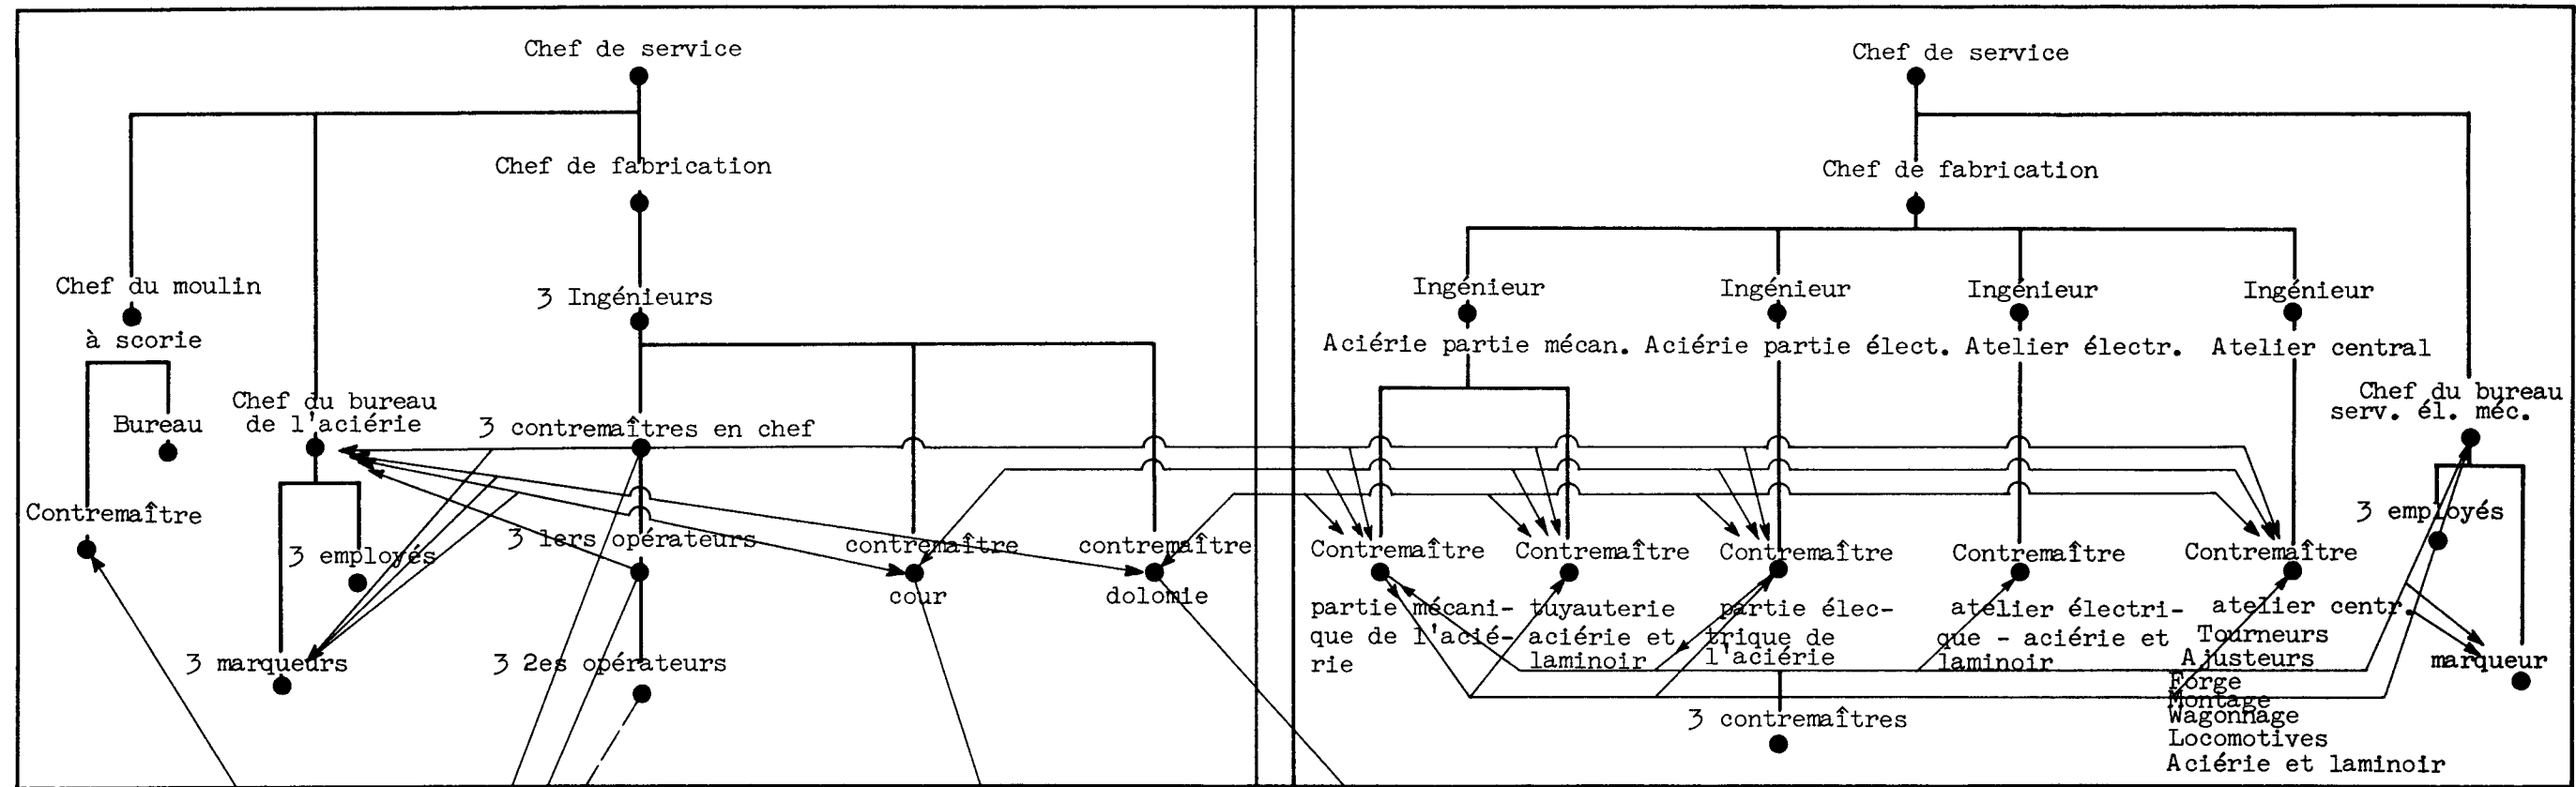 Chef de service
Chef de fabrication
Chef du moulin
à scorie
3 Ingénieurs
Bureau
Chef du bureau
de l'aciérie
3 contremaîtres en chef
Contremaître
3 employés
3 1ers opérateurs
contremaître
cour
contremaître
dolomie
3 marqueurs
3 2es opérateurs
Chef de service
Chef de fabrication
Ingénieur
Aciérie partie mécan.
Ingénieur
Aciérie partie élect.
Ingénieur
Atelier électr.
Ingénieur
Atelier central
Chef du bureau
serv. él. méc.
3 employés
marqueur
Contremaître
partie mécani-
que de l'acié-
rie
Contremaître
tuyauterie
aciérie et
laminoir
Contremaître
partie élec-
trique de
l'aciérie
3 contremaîtres
Contremaître
atelier électri-
que - aciérie et
laminoir
Contremaître
atelier centr.
Tourneurs
Ajusteurs
Forge
Montage
Wagonnage
Locomotives
Aciérie et laminoir